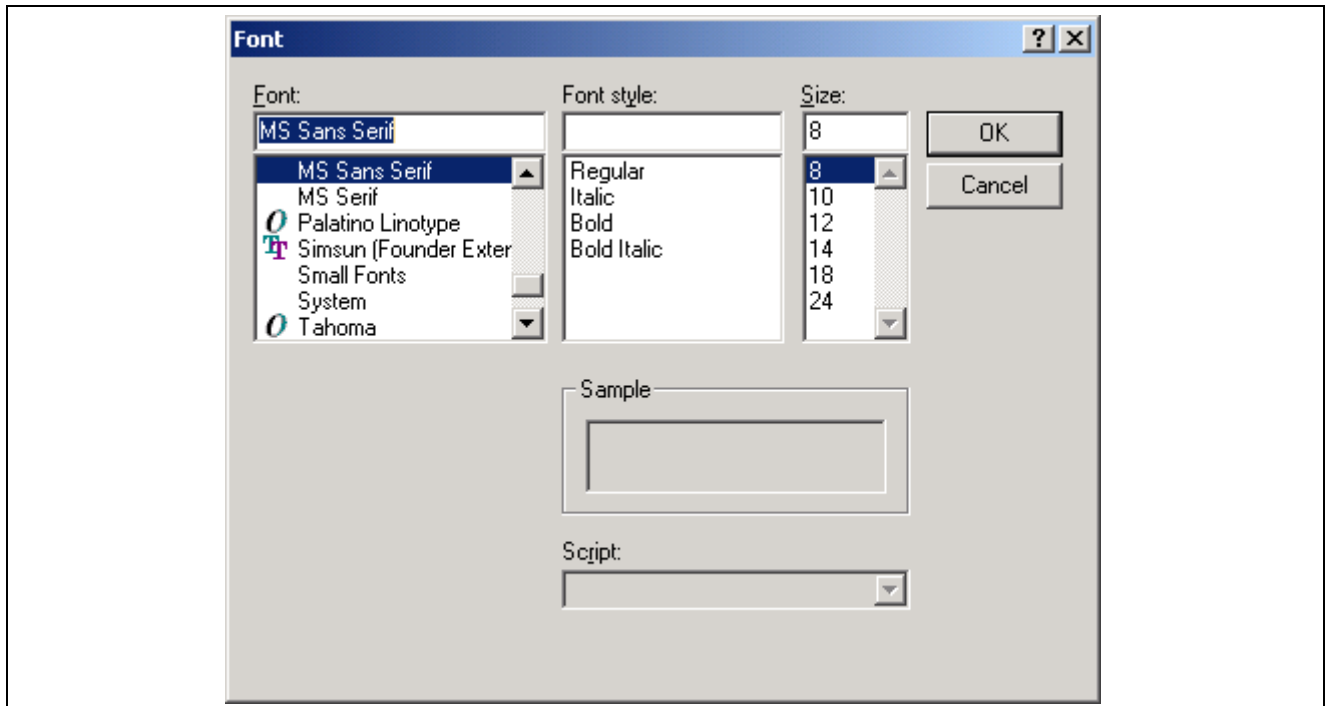 Font
Font: Font style: Size:
MS Sans Serif 8 OK
MS Sans Serif Regular 8 Cancel
MS Serif Italic 10
Palatino Linotype Bold 12
Simsun (Founder Exter Bold Italic 14
Small Fonts 18
System 24
Tahoma
Sample
Script: